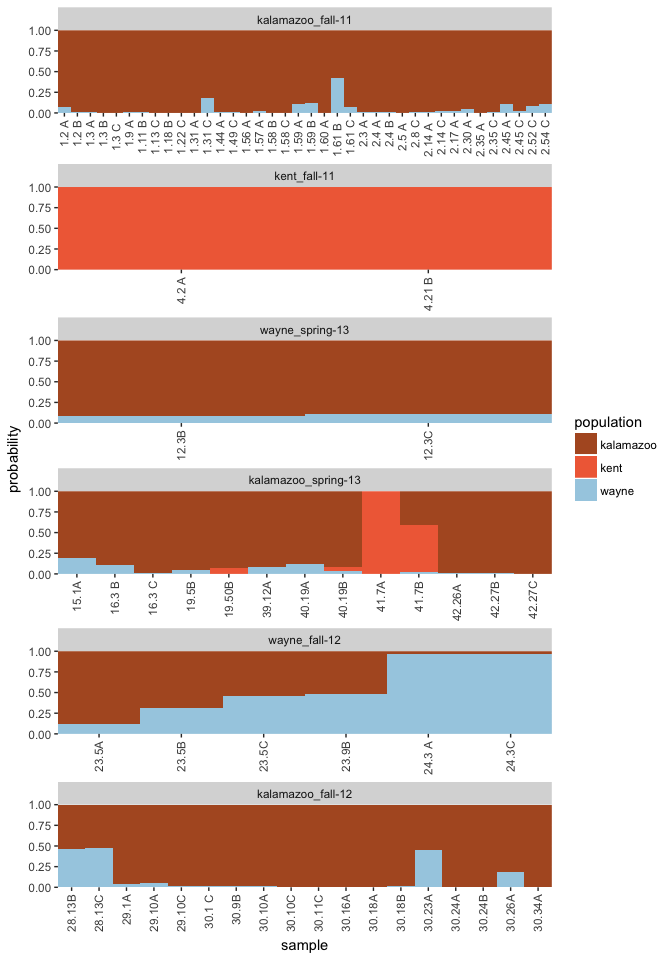 kalamazoo_fall-11
1.00
0.75
0.50
0.25
0.00
1.2 A
1.2 B
1.3 A
1.3 B
1.3 C
1.9 A
1.11 B
1.13 C
1.18 B
1.22 C
1.31 A
1.31 C
1.44 A
1.49 C
1.56 A
1.57 A
1.58 B
1.58 C
1.59 A
1.59 B
1.60 A
1.61 B
1.61 C
2.3 A
2.4 A
2.4 B
2.5 A
2.8 C
2.14 A
2.14 C
2.17 A
2.30 A
2.35 A
2.35 C
2.45 A
2.45 C
2.52 C
2.54 C
kent_fall-11
1.00
0.75
0.50
0.25
0.00
4.2 A
4.21 B
wayne_spring-13
1.00
0.75
0.50
0.25
0.00
12.3B
12.3C
probability
population
kalamazoo
kent
wayne
kalamazoo_spring-13
1.00
0.75
0.50
0.25
0.00
15.1A
16.3 B
16.3 C
19.5B
19.50B
39.12A
40.19A
40.19B
41.7A
41.7B
42.26A
42.27B
42.27C
wayne_fall-12
1.00
0.75
0.50
0.25
0.00
23.5A
23.5B
23.5C
23.9B
24.3 A
24.3C
kalamazoo_fall-12
1.00
0.75
0.50
0.25
0.00
28.13B
28.13C
29.1A
29.10A
29.10C
30.1 C
30.9B
30.10A
30.10C
30.11C
30.16A
30.18A
30.18B
30.23A
30.24A
30.24B
30.26A
30.34A
sample